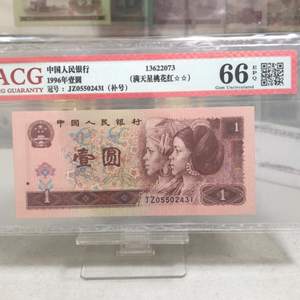 ACG
G GUARANTY
中国人民银行
1996年壹圆
冠号：JZ05502431（补号）
13622073
（满天星桃花红☆☆）
66 EPQ
Gem Uncirculated
中国人民银行
壹圆
1
1
JZ05502431